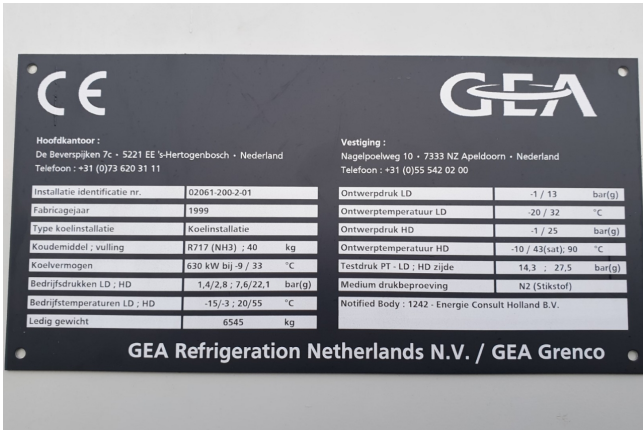 CE
GEA
Hoofdkantoor :
De Beverspijken 7c • 5221 EE 's-Hertogenbosch • Nederland
Telefoon : +31 (0)73 620 31 11
Vestiging :
Nagelpoelweg 10 • 7333 NZ Apeldoorn • Nederland
Telefoon : +31 (0)55 542 02 00
Installatie identificatie nr. 02061-200-2-01
Fabricagejaar 1999
Type koelinstallatie Koelinstallatie
Koudemiddel ; vulling R717 (NH3) ; 40 kg
Koelvermogen 630 kW bij -9 / 33 °C
Bedrijfsdrukken LD ; HD 1,4/2,8 ; 7,6/22,1 bar(g)
Bedrijfstemperaturen LD ; HD -15/-3 ; 20/55 °C
Ledig gewicht 6545 kg
Ontwerpdruk LD -1 / 13 bar(g)
Ontwerptemperatuur LD -20 / 32 °C
Ontwerpdruk HD -1 / 25 bar(g)
Ontwerptemperatuur HD -10 / 43(sat); 90 °C
Testdruk PT - LD ; HD zijde 14,3 ; 27,5 bar(g)
Medium drukbeproeving N2 (Stikstof)
Notified Body : 1242 - Energie Consult Holland B.V.
GEA Refrigeration Netherlands N.V. / GEA Grenco